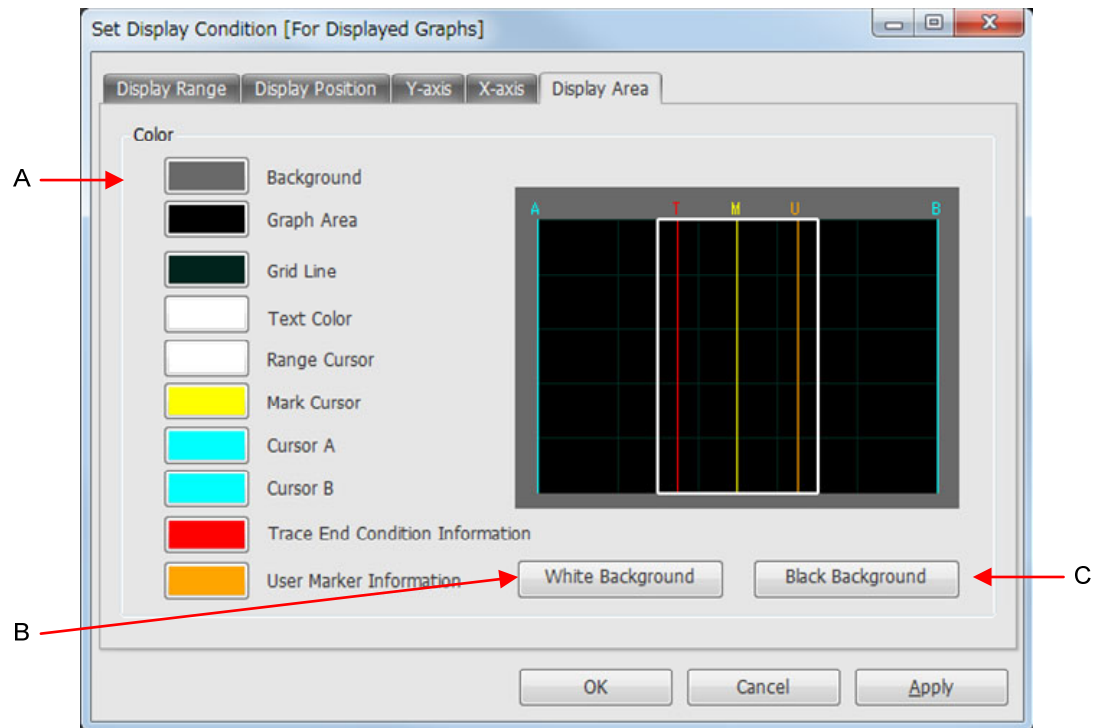 Set Display Condition [For Displayed Graphs]
Display Range Display Position Y-axis X-axis Display Area
Color
A
Background
Graph Area
Grid Line
Text Color
Range Cursor
Mark Cursor
Cursor A
Cursor B
Trace End Condition Information
User Marker Information
A T M U B
White Background Black Background
C
B
OK Cancel Apply